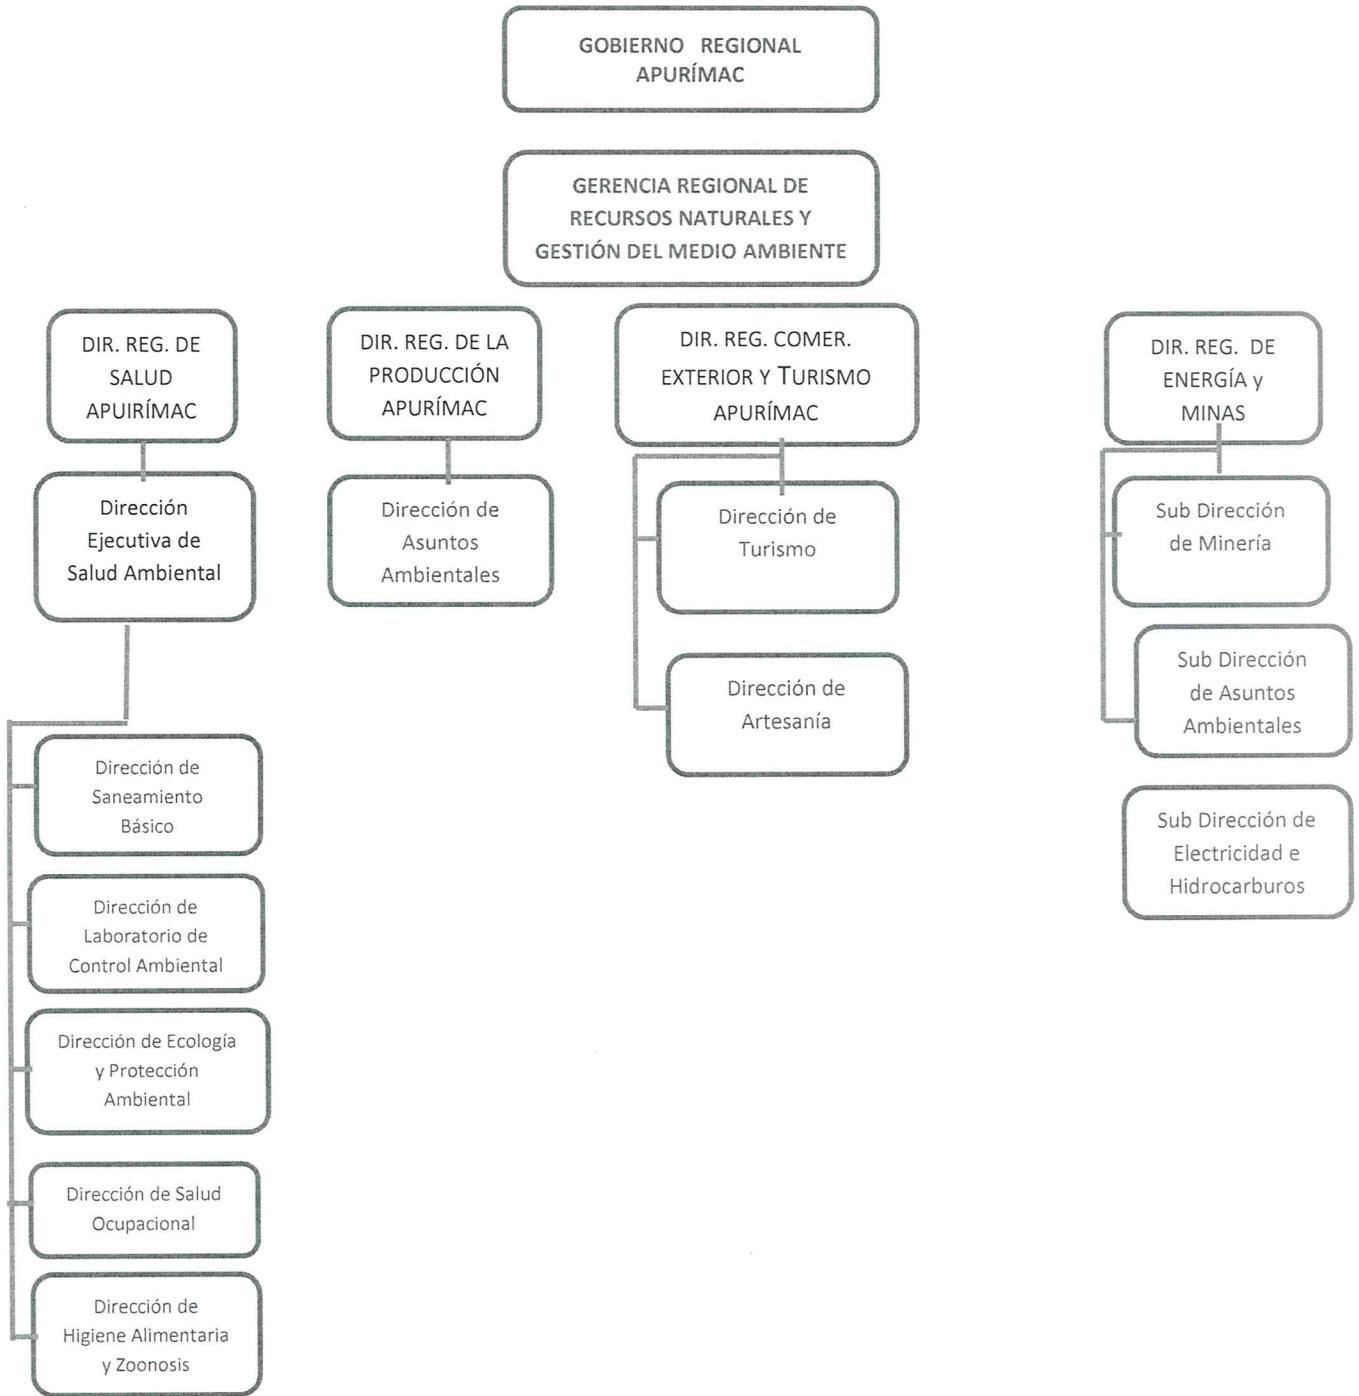 GOBIERNO REGIONAL
APURÍMAC
GERENCIA REGIONAL DE
RECURSOS NATURALES Y
GESTIÓN DEL MEDIO AMBIENTE
DIR. REG. DE
SALUD
APUIRÍMAC
Dirección
Ejecutiva de
Salud Ambiental
Dirección de
Saneamiento
Básico
Dirección de
Laboratorio de
Control Ambiental
Dirección de Ecología
y Protección
Ambiental
Dirección de Salud
Ocupacional
Dirección de
Higiene Alimentaria
y Zoonosis
DIR. REG. DE LA
PRODUCCIÓN
APURÍMAC
Dirección de
Asuntos
Ambientales
DIR. REG. COMER.
EXTERIOR Y TURISMO
APURÍMAC
Dirección de
Turismo
Dirección de
Artesanía
DIR. REG. DE
ENERGÍA y
MINAS
Sub Dirección
de Minería
Sub Dirección
de Asuntos
Ambientales
Sub Dirección de
Electricidad e
Hidrocarburos